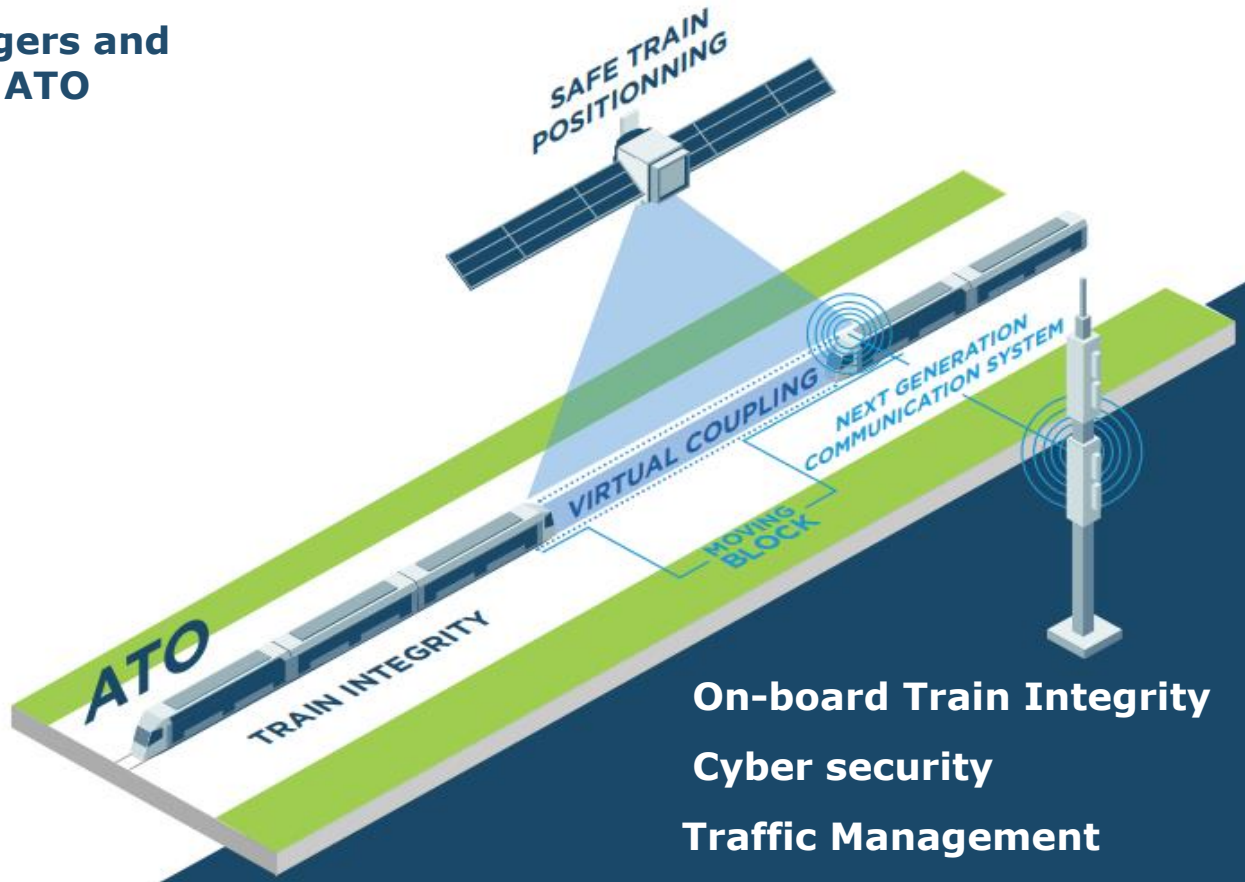 gers and
ATO
SAFE TRAIN
POSITIONNING
VIRTUAL COUPLING
NEXT GENERATION
COMMUNICATION SYSTEM
MOVING
BLOCK
ATO
TRAIN INTEGRITY
On-board Train Integrity
Cyber security
Traffic Management